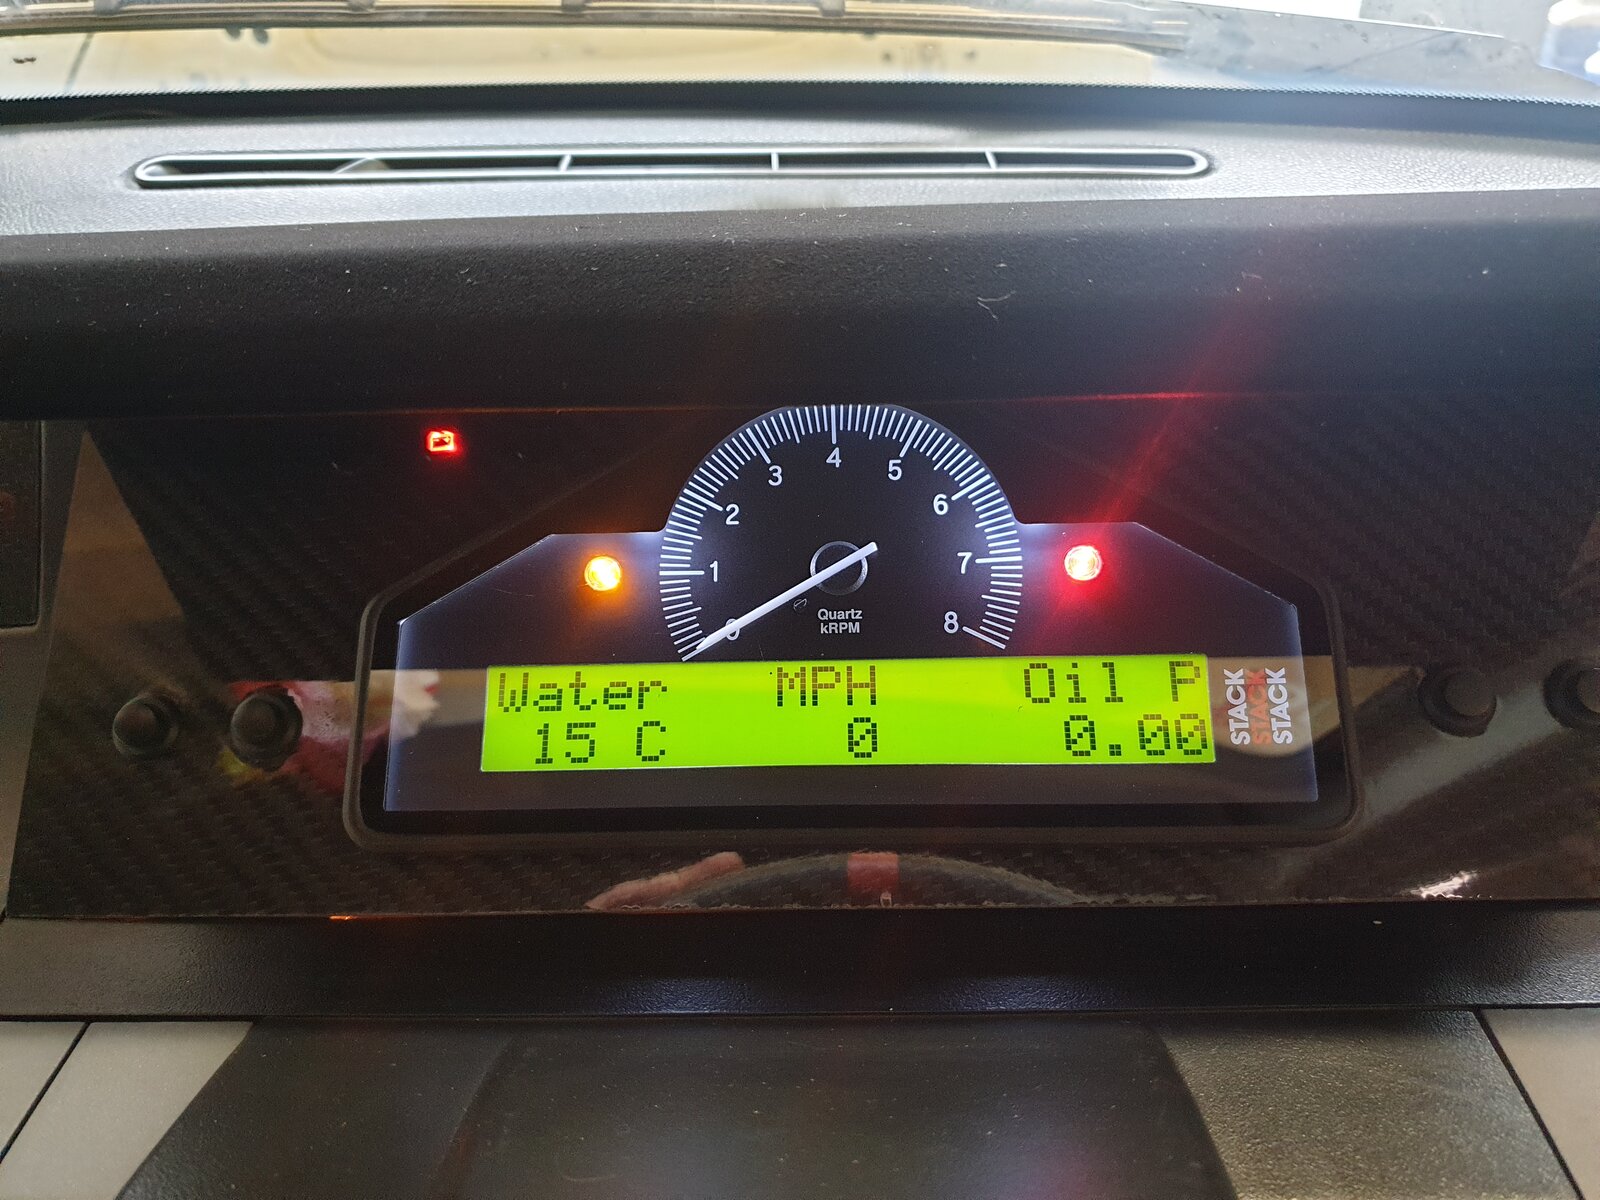 4
3 5
2 6
1 7
0 8
Quartz
kRPM
Water MPH Oil P
15 C 0 0.00
STACK
STACK
STACK